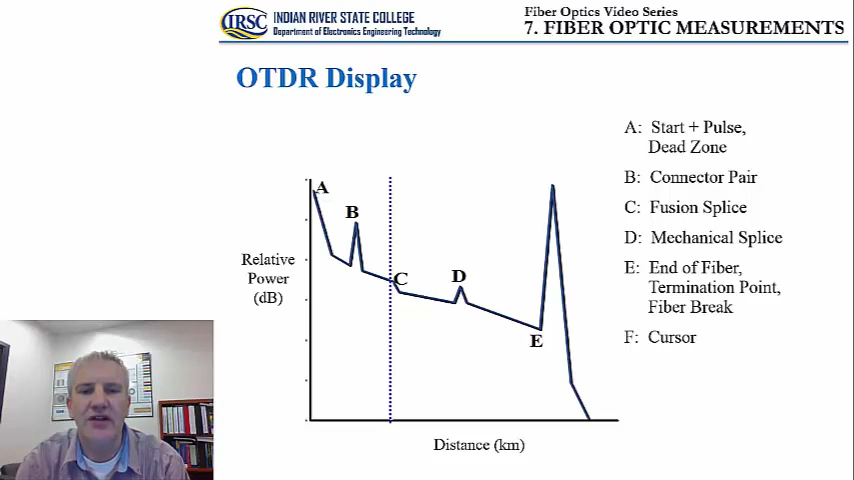 IRSC
INDIAN RIVER STATE COLLEGE
Department of Electronics Engineering Technology
Fiber Optics Video Series
7. FIBER OPTIC MEASUREMENTS
OTDR Display
A: Start + Pulse,
Dead Zone
B: Connector Pair
C: Fusion Splice
D: Mechanical Splice
E: End of Fiber,
Termination Point,
Fiber Break
F: Cursor
A
B
C
D
E
Relative
Power
(dB)
Distance (km)